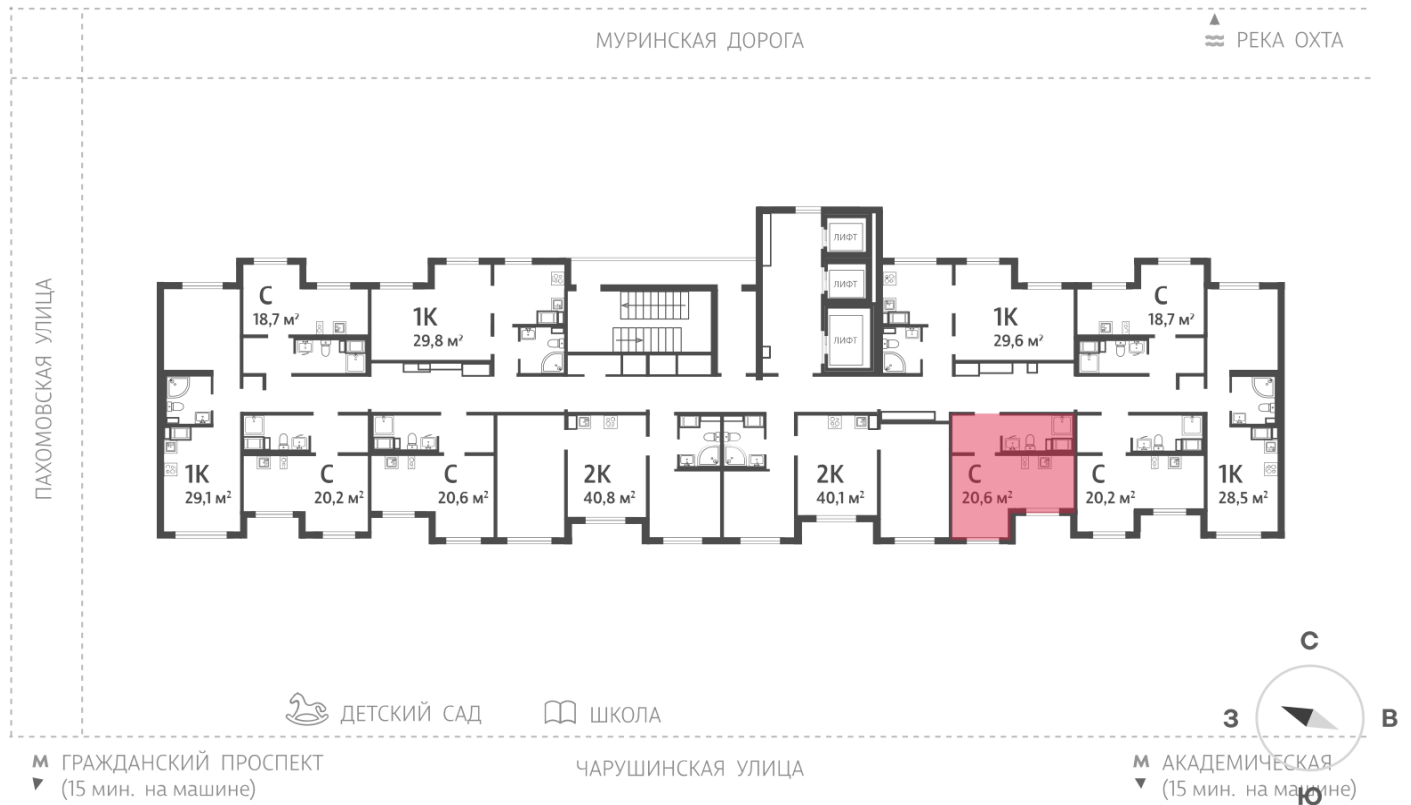 МУРИНСКАЯ ДОРОГА
РЕКА ОХТА
ПАХОМОВСКАЯ УЛИЦА
ЛИФТ
ЛИФТ
ЛИФТ
С
18,7 м²
1К
29,8 м²
1К
29,6 м²
С
18,7 м²
1К
29,1 м²
С
20,2 м²
С
20,6 м²
2К
40,8 м²
2К
40,1 м²
С
20,6 м²
С
20,2 м²
1К
28,5 м²
ДЕТСКИЙ САД
ШКОЛА
С
З
В
Ю
М ГРАЖДАНСКИЙ ПРОСПЕКТ
(15 мин. на машине)
ЧАРУШИНСКАЯ УЛИЦА
М АКАДЕМИЧЕСКАЯ
(15 мин. на машине)